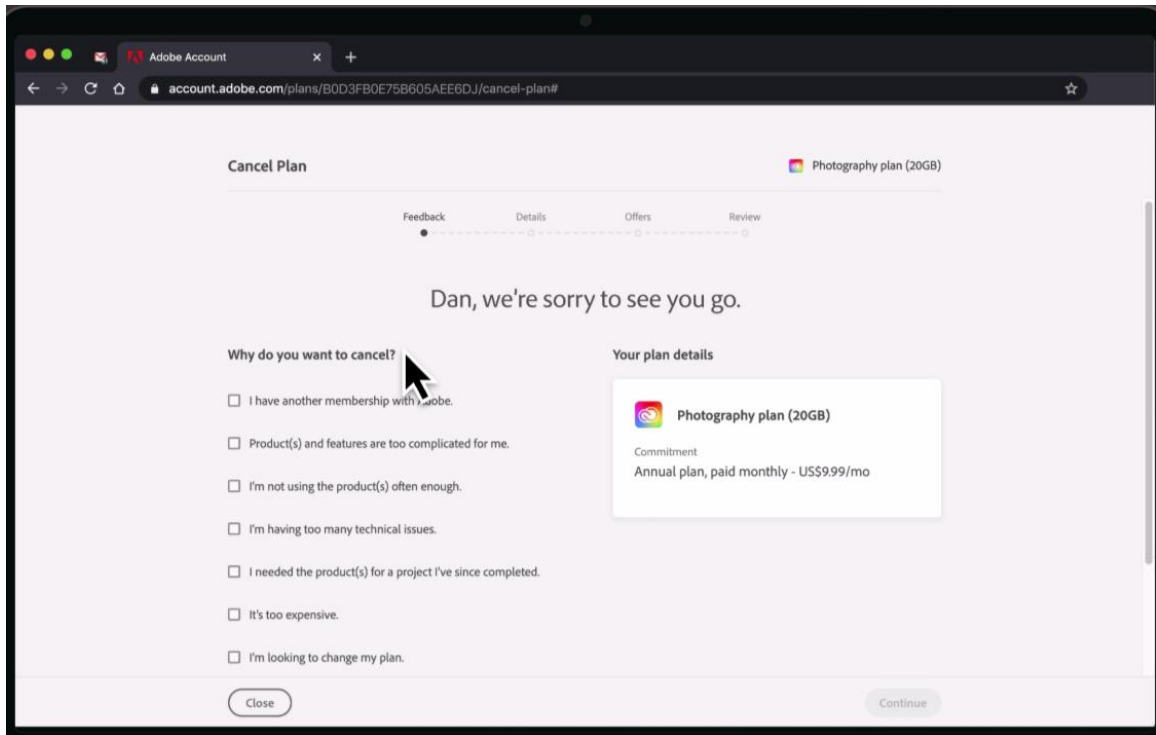 Adobe Account
account.adobe.com/plans/B0D3FB0E75B605AEE6DJ/cancel-plan#
Cancel Plan
Photography plan (20GB)
Feedback Details Offers Review
Dan, we're sorry to see you go.
Why do you want to cancel?
I have another membership with Adobe.
Product(s) and features are too complicated for me.
I'm not using the product(s) often enough.
I'm having too many technical issues.
I needed the product(s) for a project I've since completed.
It's too expensive.
I'm looking to change my plan.
Your plan details
Photography plan (20GB)
Commitment
Annual plan, paid monthly - US$9.99/mo
Close
Continue